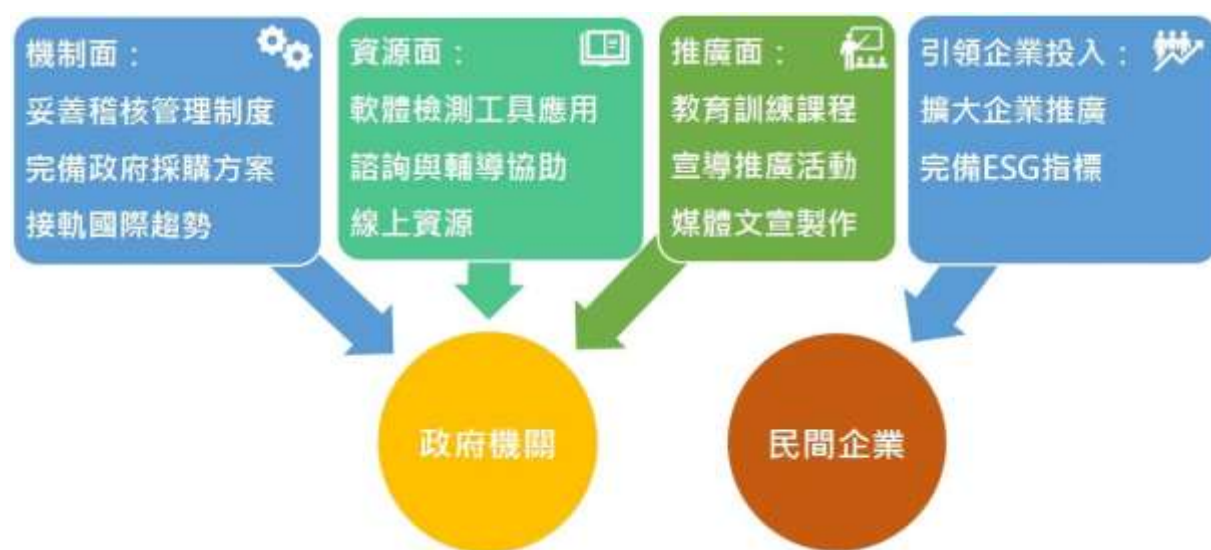 機制面：
妥善稽核管理制度
完備政府採購方案
接軌國際趨勢
資源面：
軟體檢測工具應用
諮詢與輔導協助
線上資源
推廣面：
教育訓練課程
宣導推廣活動
媒體文宣製作
引領企業投入：
擴大企業推廣
完備ESG指標
政府機關
民間企業